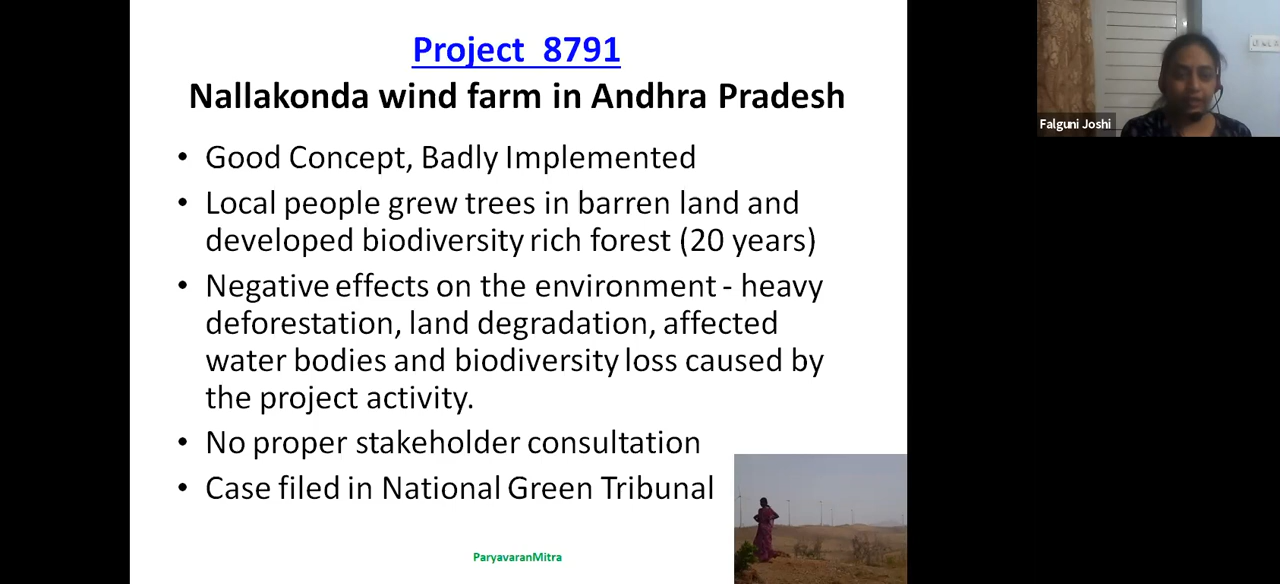 Project 8791
Nallakonda wind farm in Andhra Pradesh
• Good Concept, Badly Implemented
• Local people grew trees in barren land and
developed biodiversity rich forest (20 years)
• Negative effects on the environment - heavy
deforestation, land degradation, affected
water bodies and biodiversity loss caused by
the project activity.
• No proper stakeholder consultation
• Case filed in National Green Tribunal
ParyavaranMitra
Falguni Joshi